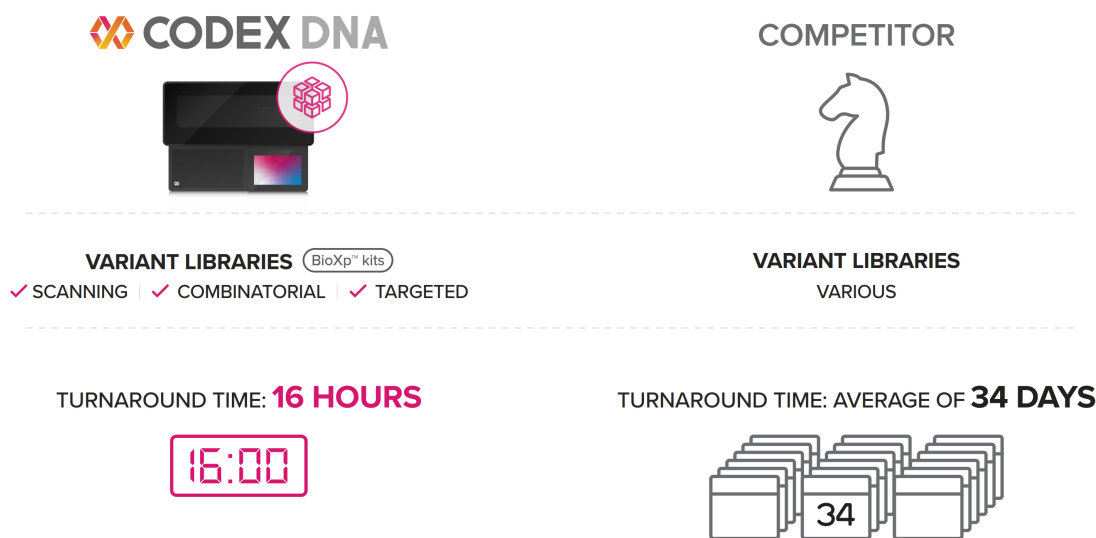 CODEX DNA
COMPETITOR
VARIANT LIBRARIES BioXp™ kits
SCANNING COMBINATORIAL TARGETED
VARIANT LIBRARIES
VARIOUS
TURNAROUND TIME: 16 HOURS
16:00
TURNAROUND TIME: AVERAGE OF 34 DAYS
34